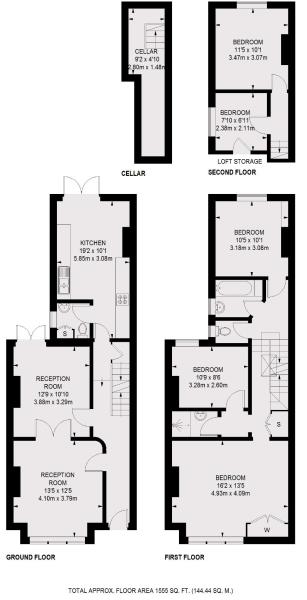 CELLAR
9'2 x 4'10
2.80m x 1.48m
CELLAR
BEDROOM
11'5 x 10'1
3.47m x 3.07m
BEDROOM
7'10 x 6'11
2.38m x 2.11m
LOFT STORAGE
SECOND FLOOR
KITCHEN
19'2 x 10'1
5.85m x 3.08m
S
RECEPTION
ROOM
12'9 x 10'10
3.88m x 3.29m
RECEPTION
ROOM
13'5 x 12'5
4.10m x 3.79m
GROUND FLOOR
BEDROOM
10'5 x 10'1
3.18m x 3.08m
BEDROOM
10'9 x 8'6
3.28m x 2.60m
S
BEDROOM
16'2 x 13'5
4.93m x 4.09m
W
FIRST FLOOR
TOTAL APPROX. FLOOR AREA 1555 SQ. FT. (144.44 SQ. M.)